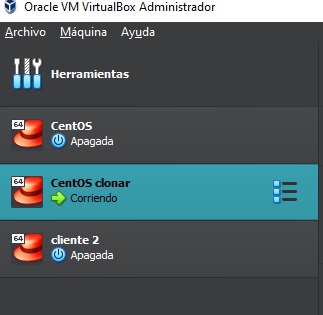 Oracle VM VirtualBox Administrador
Archivo Máquina Ayuda
Herramientas
64
CentOS
Apagada
64
CentOS clonar
Corriendo
64
cliente 2
Apagada